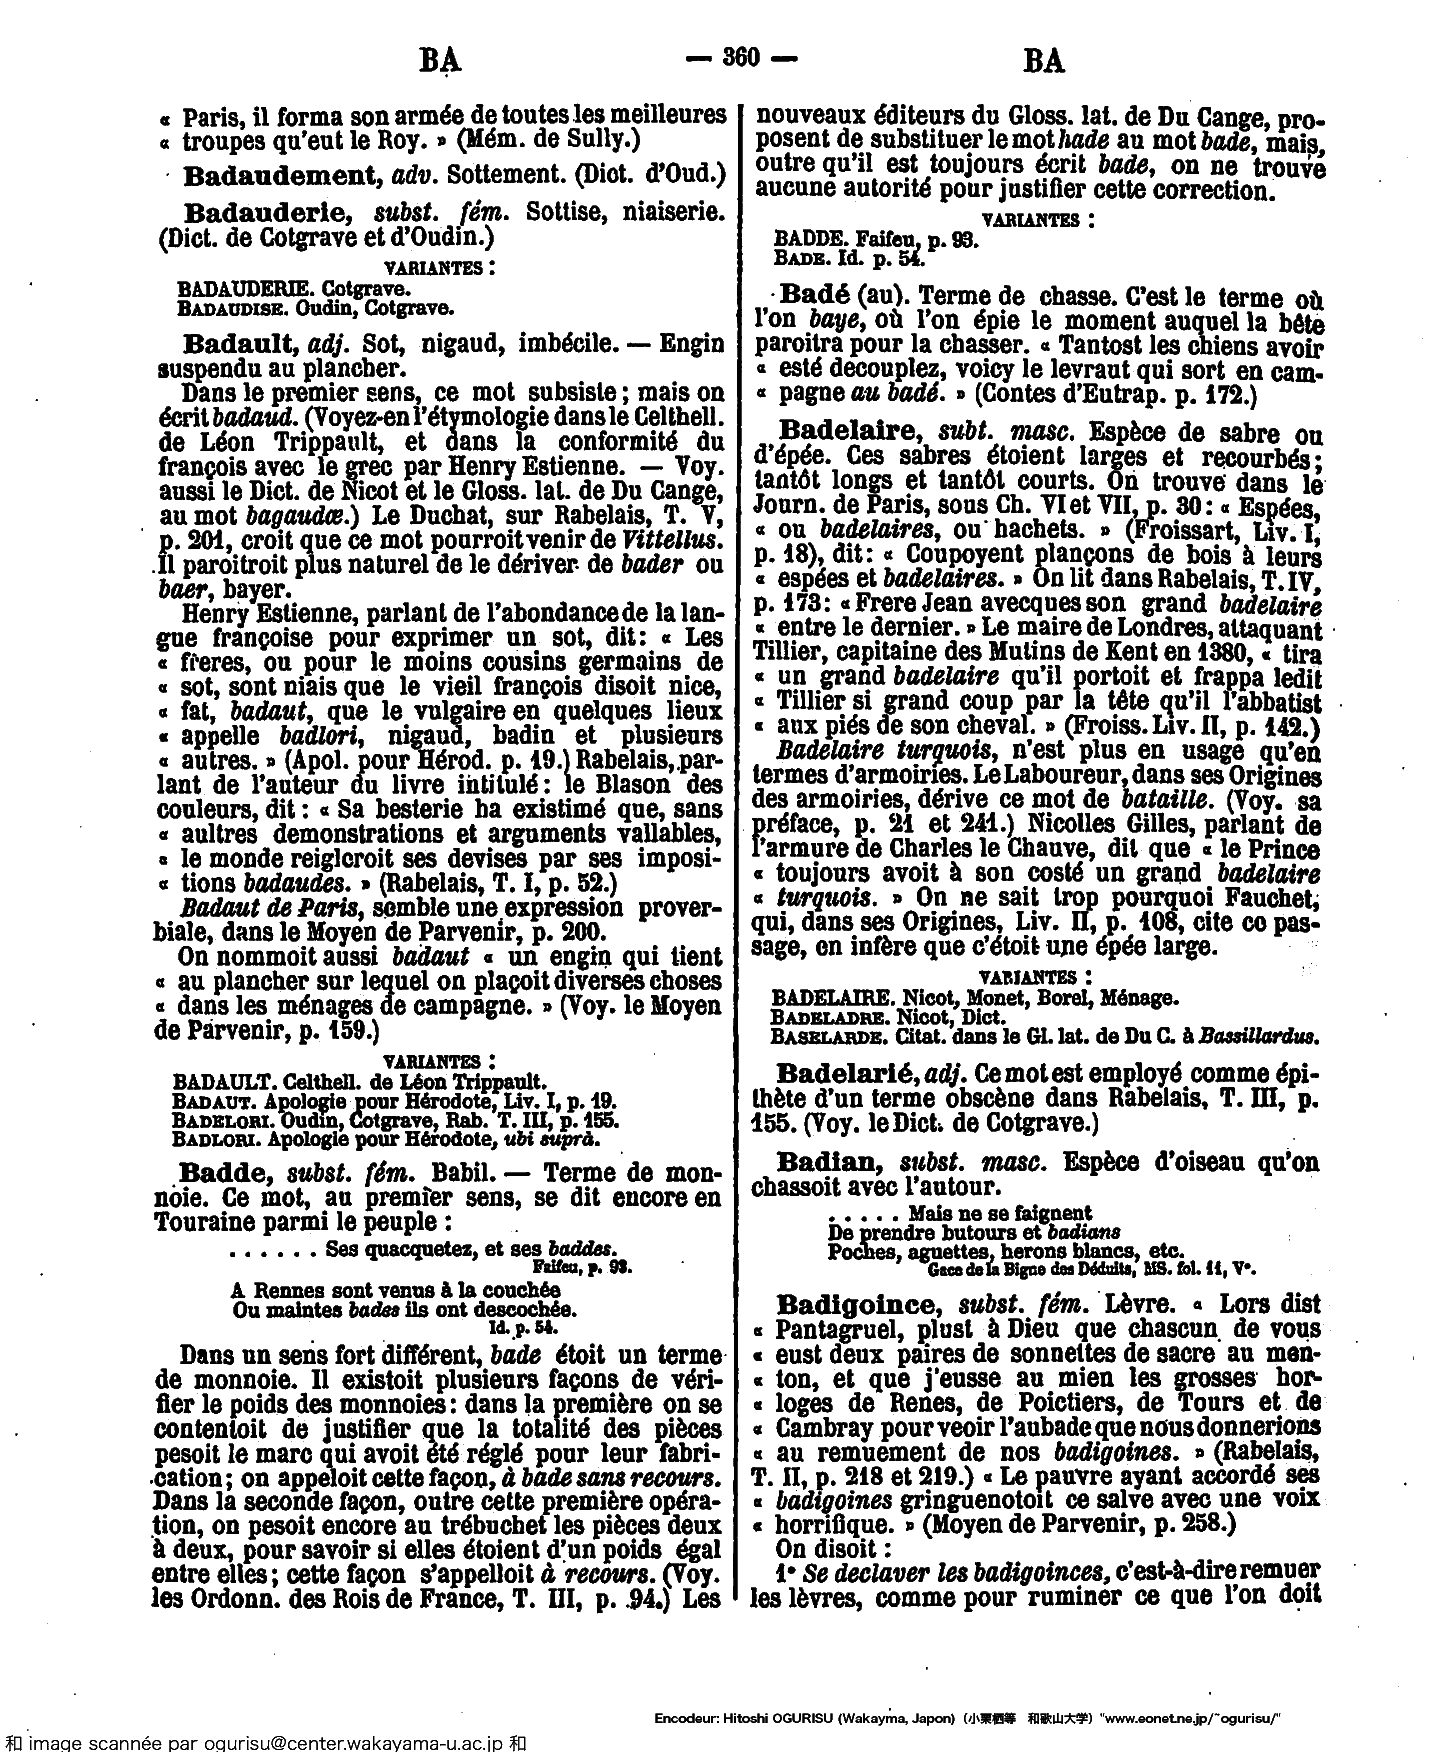 BA — 360 — BA
« Paris, il forma son armée de toutes les meilleures
« troupes qu'eut le Roy. » (Mém. de Sully.)
Badaudement, adv. Sottement. (Dict. d'Oud.)
Badauderie, subst. fém. Sottise, niaiserie.
(Dict. de Cotgrave et d'Oudin.)
VARIANTES :
BADAUDERIE. Cotgrave.
BADAUDISE. Oudin, Cotgrave.
Badault, adj. Sot, nigaud, imbécile. — Engin
suspendu au plancher.
Dans le premier sens, ce mot subsiste ; mais on
écrit badaud. (Voyez-en l'étymologie dans le Celthell.
de Léon Trippault, et dans la conformité du
françois avec le grec par Henry Estienne. — Voy.
aussi le Dict. de Nicot et le Gloss. lat. de Du Cange,
au mot bagaudœ.) Le Duchat, sur Rabelais, T. V,
p. 201, croit que ce mot pourroit venir de Vittellus.
Il paroitroit plus naturel de le dériver de bader ou
baer, bayer.
Henry Estienne, parlant de l'abondance de la lan-
gue françoise pour exprimer un sot, dit : « Les
« freres, ou pour le moins cousins germains de
« sot, sont niais que le vieil françois disoit nice,
« fat, badaut, que le vulgaire en quelques lieux
« appelle badlori, nigaud, badin et plusieurs
« autres. » (Apol. pour Hérod. p. 19.) Rabelais, par-
lant de l'auteur du livre intitulé : le Blason des
couleurs, dit : « Sa besterie ha existimé que, sans
« aultres demonstrations et arguments vallables,
« le monde reigleroit ses devises par ses imposi-
« tions badaudes. » (Rabelais, T. I, p. 52.)
Badaut de Paris, semble une expression prover-
biale, dans le Moyen de Parvenir, p. 200.
On nommoit aussi badaut « un engin qui tient
« au plancher sur lequel on plaçoit diverses choses
« dans les ménages de campagne. » (Voy. le Moyen
de Parvenir, p. 159.)
VARIANTES :
BADAULT. Celthell. de Léon Trippault.
BADAUT. Apologie pour Hérodote, Liv. I, p. 19.
BADELORI. Oudin, Cotgrave, Rab. T. III, p. 155.
BADLORI. Apologie pour Hérodote, ubi suprà.
Badde, subst. fém. Babil. — Terme de mon-
noie. Ce mot, au premier sens, se dit encore en
Touraine parmi le peuple :
. . . . . . Ses quacquetez, et ses baddes.
Faifeu, p. 93.
A Rennes sont venus à la couchée
Ou maintes bades ils ont descochée.
Id. p. 54.
Dans un sens fort différent, bade étoit un terme
de monnoie. Il existoit plusieurs façons de véri-
fier le poids des monnoies : dans la première on se
contentoit de justifier que la totalité des pièces
pesoit le marc qui avoit été réglé pour leur fabri-
cation ; on appeloit cette façon, à bade sans recours.
Dans la seconde façon, outre cette première opéra-
tion, on pesoit encore au trébuchet les pièces deux
à deux, pour savoir si elles étoient d'un poids égal
entre elles ; cette façon s'appelloit à recours. (Voy.
les Ordonn. des Rois de France, T. III, p. 94.) Les
nouveaux éditeurs du Gloss. lat. de Du Cange, pro-
posent de substituer le mot hade au mot bade, mais,
outre qu'il est toujours écrit bade, on ne trouve
aucune autorité pour justifier cette correction.
VARIANTES :
BADDE. Faifeu, p. 93.
BADE. Id. p. 54.
Badé (au). Terme de chasse. C'est le terme où
l'on baye, où l'on épie le moment auquel la bête
paroitra pour la chasser. « Tantost les chiens avoir
« esté decouplez, voicy le levraut qui sort en cam-
« pagne au badé. » (Contes d'Eutrap. p. 172.)
Badelaire, subt. masc. Espèce de sabre ou
d'épée. Ces sabres étoient larges et recourbés ;
tantôt longs et tantôt courts. On trouve dans le
Journ. de Paris, sous Ch. VI et VII, p. 30 : « Espées,
« ou badelaires, ou hachets. » (Froissart, Liv. I,
p. 18), dit : « Coupoyent plançons de bois à leurs
« espées et badelaires. » On lit dans Rabelais, T. IV,
p. 173 : « Frere Jean avecques son grand badelaire
« entre le dernier. » Le maire de Londres, attaquant
Tillier, capitaine des Mutins de Kent en 1380, « tira
« un grand badelaire qu'il portoit et frappa ledit
« Tillier si grand coup par la tête qu'il l'abbatist
« aux piés de son cheval. » (Froiss. Liv. II, p. 142.)
Badelaire turquois, n'est plus en usage qu'en
termes d'armoiries. Le Laboureur, dans ses Origines
des armoiries, dérive ce mot de bataille. (Voy. sa
préface, p. 21 et 241.) Nicolles Gilles, parlant de
l'armure de Charles le Chauve, dit que « le Prince
« toujours avoit à son costé un grand badelaire
« turquois. » On ne sait trop pourquoi Fauchet,
qui, dans ses Origines, Liv. II, p. 108, cite ce pas-
sage, en infère que c'étoit une épée large.
VARIANTES :
BADELAIRE. Nicot, Monet, Borel, Ménage.
BADELADRE. Nicot, Dict.
BASELARDE. Citat. dans le Gl. lat. de Du C. à Bassillardus.
Badelarié, adj. Ce mot est employé comme épi-
thète d'un terme obscène dans Rabelais, T. III, p.
155. (Voy. le Dict. de Cotgrave.)
Badian, subst. masc. Espèce d'oiseau qu'on
chassoit avec l'autour.
. . . . . Mais ne se faignent
De prendre butours et badians
Poches, aguettes, herons blancs, etc.
Gace de la Bigne des Déduits, MS. fol. 11, V°.
Badigoince, subst. fém. Lèvre. « Lors dist
« Pantagruel, plust à Dieu que chascun de vous
« eust deux paires de sonnettes de sacre au men-
« ton, et que j'eusse au mien les grosses hor-
« loges de Renes, de Poictiers, de Tours et de
« Cambray pour veoir l'aubade que nous donnerions
« au remuement de nos badigoines. » (Rabelais,
T. II, p. 218 et 219.) « Le pauvre ayant accordé ses
« badigoines gringuenotoit ce salve avec une voix
« horrifique. » (Moyen de Parvenir, p. 258.)
On disoit :
1° Se declaver les badigoinces, c'est-à-dire remuer
les lèvres, comme pour ruminer ce que l'on doit
Encodeur: Hitoshi OGURISU (Wakayma, Japon) (小栗栖等 和歌山大学) "www.eonet.ne.jp/~ogurisu/"
和 image scannée par ogurisu@center.wakayama-u.ac.jp 和